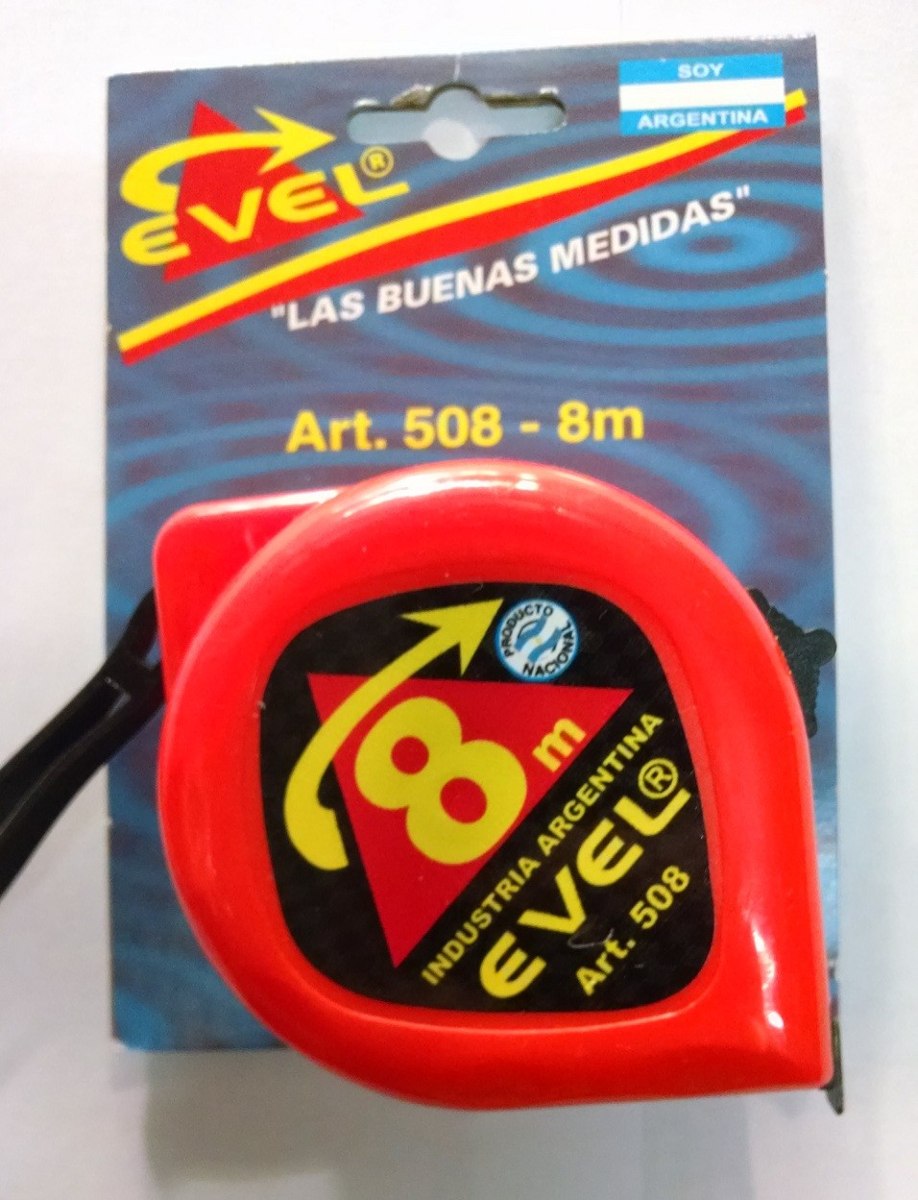 SOY
ARGENTINA
EVEL®
"LAS BUENAS MEDIDAS"
Art. 508 - 8m
PRODUCTO
NACIONAL
8m
INDUSTRIA ARGENTINA
EVEL®
Art. 508